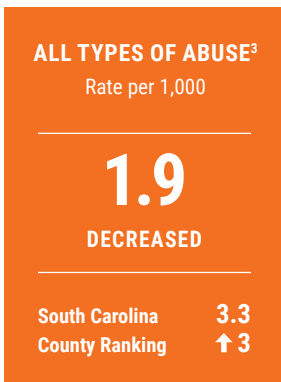 ALL TYPES OF ABUSE³
Rate per 1,000
1.9
DECREASED
South Carolina 3.3
County Ranking ↑ 3